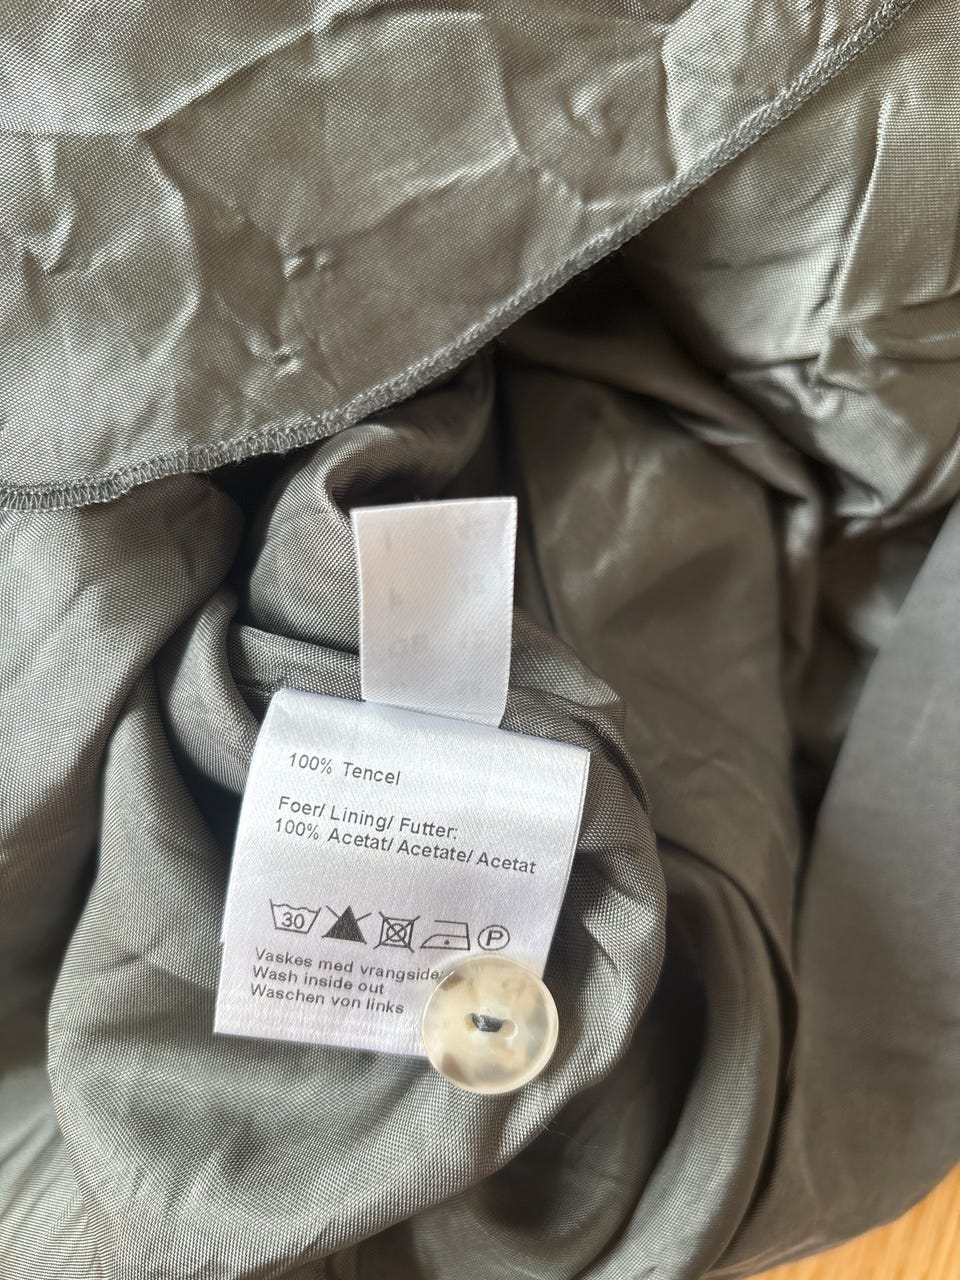 100% Tencel
Foer/ Lining/ Futter:
100% Acetat/ Acetate/ Acetat
30
P
Vaskes med vrangside
Wash inside out
Waschen von links